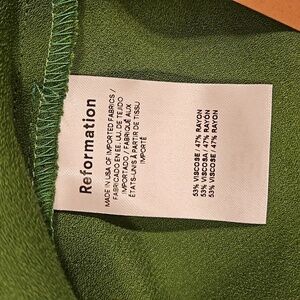 Reformation
MADE IN USA OF IMPORTED FABRICS /
FABRICADO EN EE. UU. DE TEJIDO
IMPORTADO / FABRIQUÉ AUX
ÉTATS-UNIS À PARTIR DE TISSU
IMPORTÉ
53% VISCOSE / 47% RAYON
53% VISCOSA / 47% RAYON
53% VISCOSE / 47% RAYON